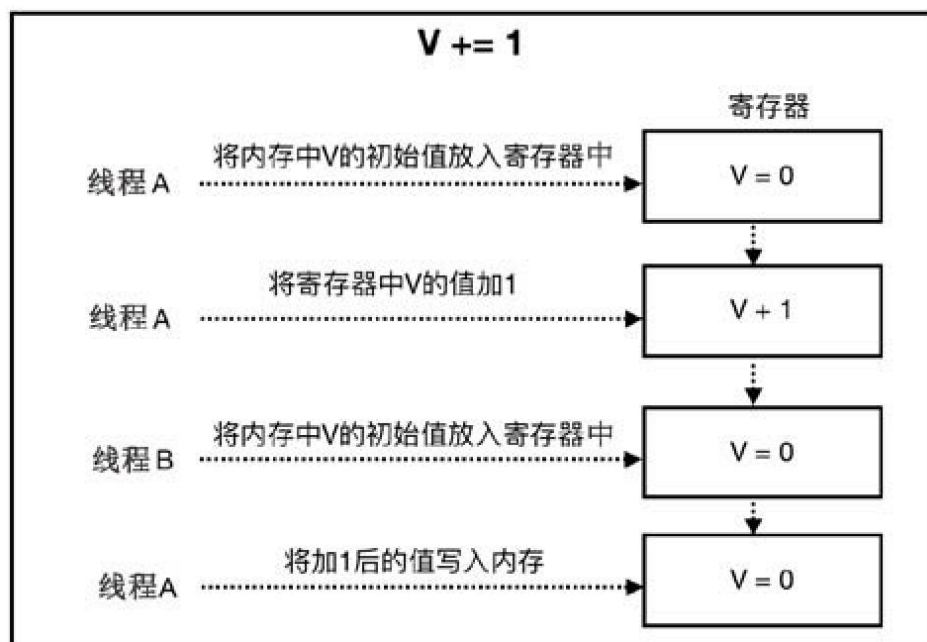 V += 1
寄存器
将内存中V的初始值放入寄存器中
线程A
V = 0
将寄存器中V的值加1
线程A
V + 1
将内存中V的初始值放入寄存器中
线程B
V = 0
将加1后的值写入内存
线程A
V = 0